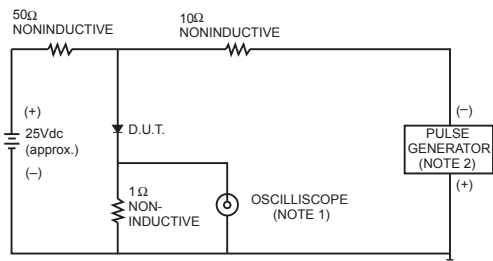 50Ω
NONINDUCTIVE
10Ω
NONINDUCTIVE
(+)
25Vdc
(approx.)
(–)
D.U.T.
1Ω
NON-
INDUCTIVE
OSCILLISCOPE
(NOTE 1)
(–)
PULSE
GENERATOR
(NOTE 2)
(+)